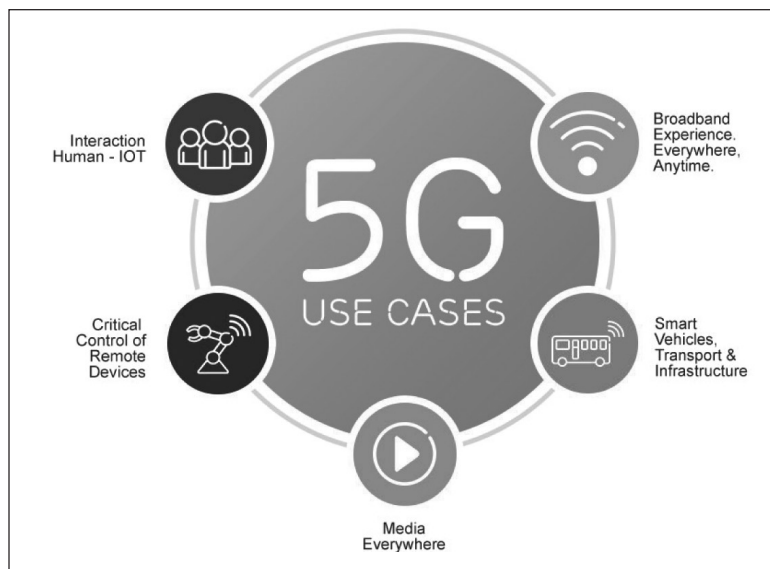 Interaction
Human - IOT
Broadband
Experience.
Everywhere,
Anytime.
5G
USE CASES
Critical
Control of
Remote
Devices
Smart
Vehicles,
Transport &
Infrastructure
Media
Everywhere